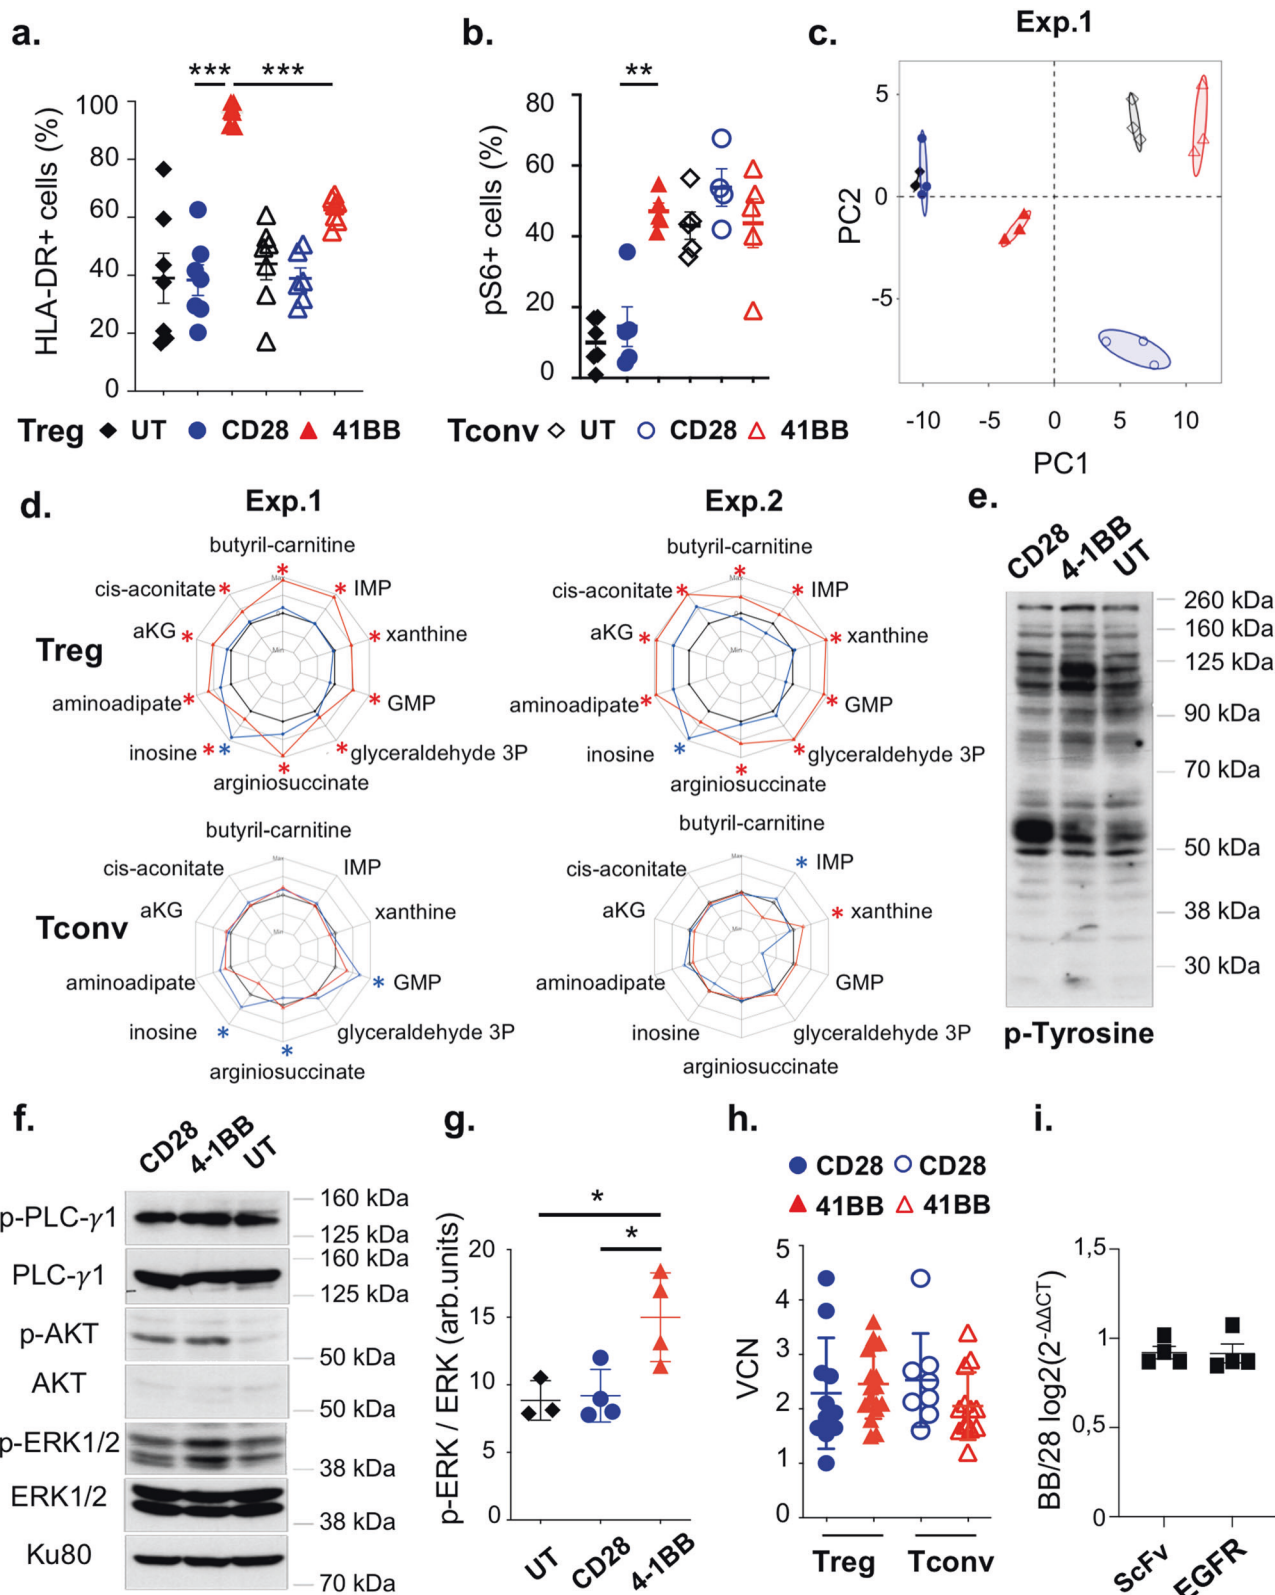 a.
***
***
HLA-DR+ cells (%)
100
80
60
40
20
0
b.
**
pS6+ cells (%)
80
60
40
20
0
c.
Exp.1
PC2
5
0
-5
-10
-5
0
5
10
PC1
Treg UT CD28 41BB
Tconv UT CD28 41BB
d.
Exp.1
Treg
butyril-carnitine
*
cis-aconitate *
* IMP
aKG *
* xanthine
aminoadipate *
* GMP
inosine * *
* glyceraldehyde 3P
*
arginiosuccinate
Max
Min
Exp.2
butyril-carnitine
*
cis-aconitate *
* IMP
aKG *
* xanthine
aminoadipate *
* GMP
inosine *
* glyceraldehyde 3P
*
arginiosuccinate
Max
Min
Tconv
butyril-carnitine
cis-aconitate
IMP
aKG
xanthine
aminoadipate
* GMP
inosine
*
glyceraldehyde 3P
*
arginiosuccinate
Max
Min
butyril-carnitine
cis-aconitate
* IMP
aKG
* xanthine
aminoadipate
GMP
inosine
glyceraldehyde 3P
arginiosuccinate
Max
Min
e.
CD28
4-1BB
UT
260 kDa
160 kDa
125 kDa
90 kDa
70 kDa
50 kDa
38 kDa
30 kDa
p-Tyrosine
f.
CD28
4-1BB
UT
p-PLC-γ1
160 kDa
125 kDa
PLC-γ1
160 kDa
125 kDa
p-AKT
50 kDa
AKT
50 kDa
p-ERK1/2
38 kDa
ERK1/2
38 kDa
Ku80
70 kDa
g.
*
*
p-ERK / ERK (arb.units)
20
15
10
5
0
UT
CD28
4-1BB
h.
CD28 CD28
41BB 41BB
VCN
5
4
3
2
1
0
Treg Tconv
i.
BB/28 log2(2-ΔΔCT)
1,5
1
0,5
0
ScFv
EGFR